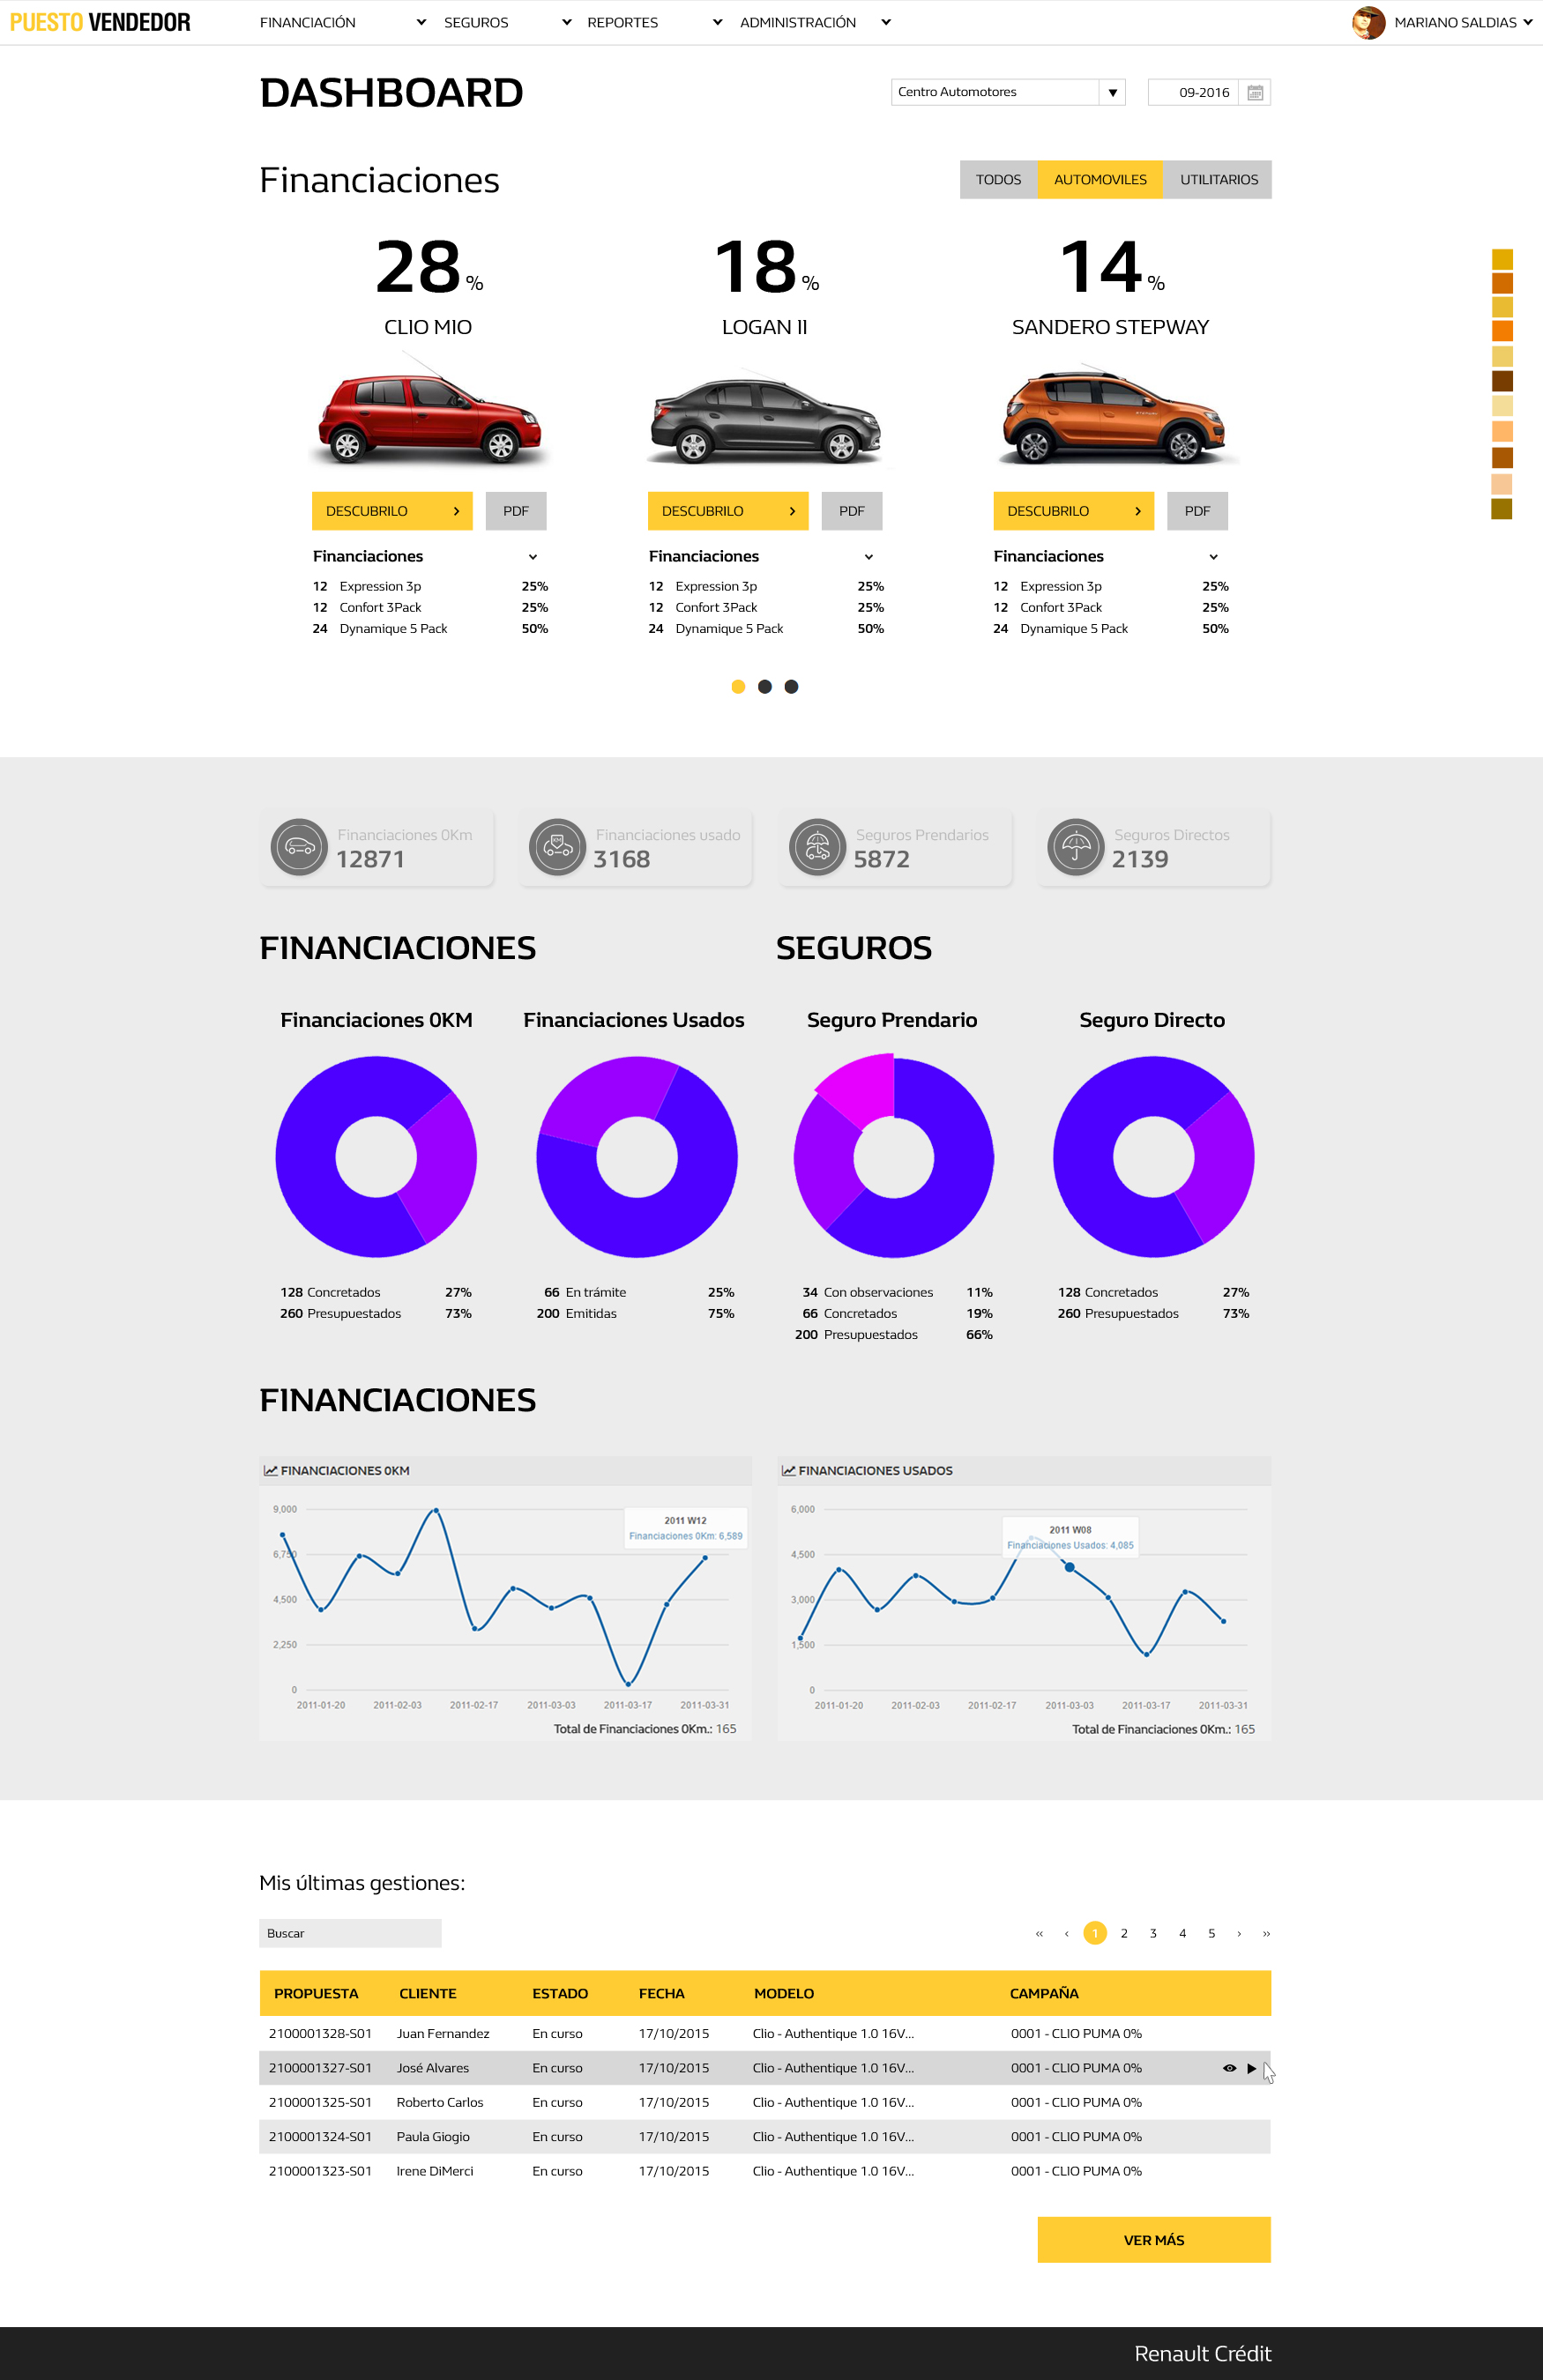 PUESTO VENDEDOR
FINANCIACIÓN
SEGUROS
REPORTES
ADMINISTRACIÓN
MARIANO SALDIAS
DASHBOARD
Centro Automotores
09-2016
Financiaciones
TODOS
AUTOMOVILES
UTILITARIOS
28 %
18 %
14 %
CLIO MIO
LOGAN II
SANDERO STEPWAY
DESCUBRILO
PDF
DESCUBRILO
PDF
DESCUBRILO
PDF
Financiaciones
12 Expression 3p 25%
12 Confort 3Pack 25%
24 Dynamique 5 Pack 50%
Financiaciones
12 Expression 3p 25%
12 Confort 3Pack 25%
24 Dynamique 5 Pack 50%
Financiaciones
12 Expression 3p 25%
12 Confort 3Pack 25%
24 Dynamique 5 Pack 50%
Financiaciones 0Km
12871
Financiaciones usado
3168
Seguros Prendarios
5872
Seguros Directos
2139
FINANCIACIONES
SEGUROS
Financiaciones 0KM
Financiaciones Usados
Seguro Prendario
Seguro Directo
128 Concretados 27%
260 Presupuestados 73%
66 En trámite 25%
200 Emitidas 75%
34 Con observaciones 11%
66 Concretados 19%
200 Presupuestados 66%
128 Concretados 27%
260 Presupuestados 73%
FINANCIACIONES
FINANCIACIONES 0KM
9,000
6,750
4,500
2,250
0
2011 W12
Financiaciones 0Km: 6,589
2011-01-20 2011-02-03 2011-02-17 2011-03-03 2011-03-17 2011-03-31
Total de Financiaciones 0Km.: 165
FINANCIACIONES USADOS
6,000
4,500
3,000
1,500
0
2011 W08
Financiaciones Usados: 4,085
2011-01-20 2011-02-03 2011-02-17 2011-03-03 2011-03-17 2011-03-31
Total de Financiaciones 0Km.: 165
Mis últimas gestiones:
Buscar
‹‹ ‹ 1 2 3 4 5 › ››
PROPUESTA CLIENTE ESTADO FECHA MODELO CAMPAÑA
2100001328-S01 Juan Fernandez En curso 17/10/2015 Clio - Authentique 1.0 16V... 0001 - CLIO PUMA 0%
2100001327-S01 José Alvares En curso 17/10/2015 Clio - Authentique 1.0 16V... 0001 - CLIO PUMA 0%
2100001325-S01 Roberto Carlos En curso 17/10/2015 Clio - Authentique 1.0 16V... 0001 - CLIO PUMA 0%
2100001324-S01 Paula Giogio En curso 17/10/2015 Clio - Authentique 1.0 16V... 0001 - CLIO PUMA 0%
2100001323-S01 Irene DiMerci En curso 17/10/2015 Clio - Authentique 1.0 16V... 0001 - CLIO PUMA 0%
VER MÁS
Renault Crédit